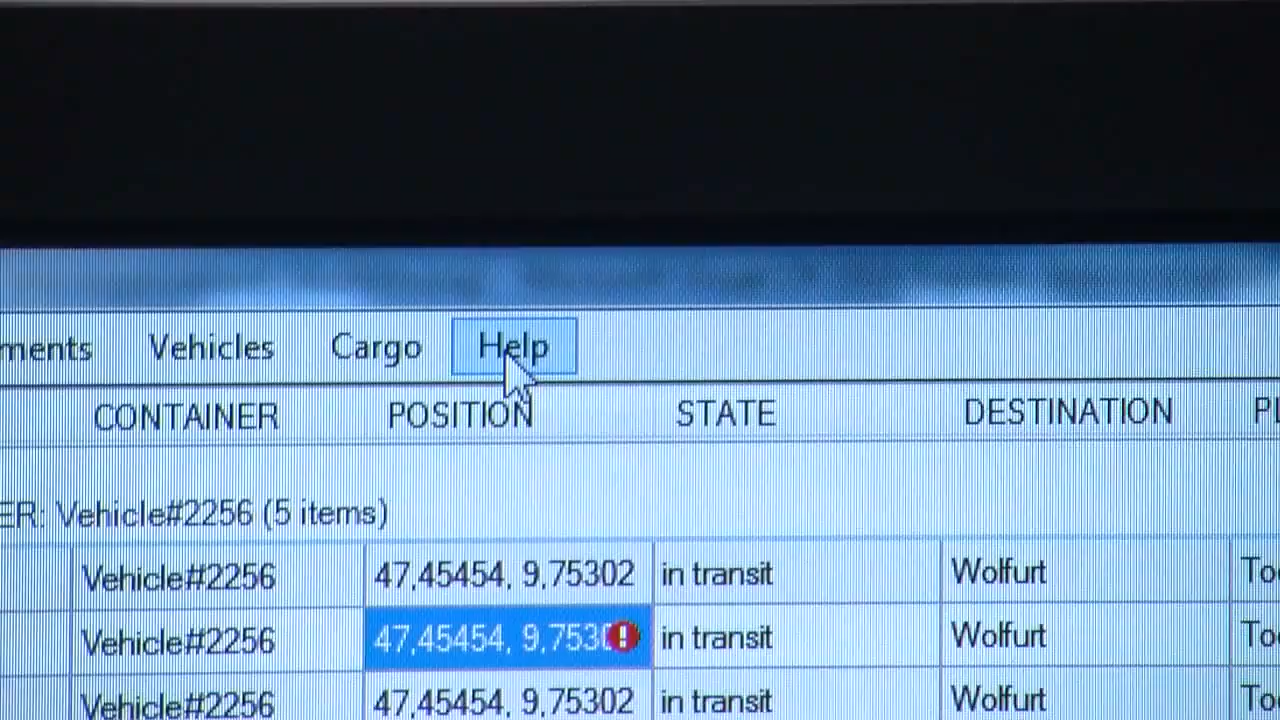 Vehicles Cargo Help
CONTAINER POSITION STATE DESTINATION
Vehicle#2256 (5 items)
Vehicle#2256 47,45454, 9,75302 in transit Wolfurt
Vehicle#2256 47,45454, 9,753 in transit Wolfurt
Vehicle#2256 47,45454, 9,75302 in transit Wolfurt